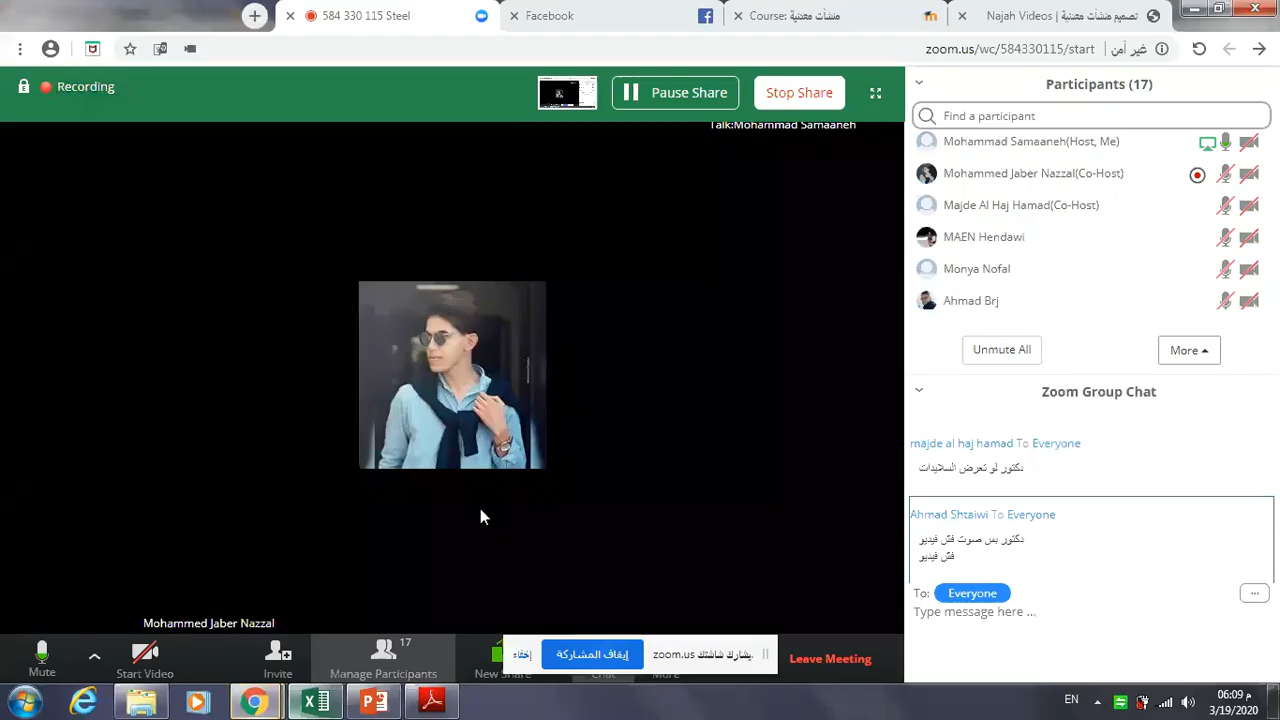 584 330 115 Steel
Facebook
Course: منشآت معدنية
Najah Videos | تصميم منشآت معدنية
zoom.us/wc/584330115/start
غير آمن
Recording
Pause Share
Stop Share
Talk:Mohammad Samaaneh
Participants (17)
Find a participant
Mohammad Samaaneh(Host, Me)
Mohammed Jaber Nazzal(Co-Host)
Majde Al Haj Hamad(Co-Host)
MAEN Hendawi
Monya Nofal
Ahmad Brj
Unmute All
More
Zoom Group Chat
majde al haj hamad To Everyone
دكتور لو تعرض السلايدات
Ahmad Shtaiwi To Everyone
دكتور بس صوت فش فيديو
فش فيديو
To: Everyone
...
Type message here ...
Mohammed Jaber Nazzal
Mute
Start Video
Invite
17
Manage Participants
New Share
Chat
More
إخفاء
إيقاف المشاركة
zoom.us يشارك شاشتك.
Leave Meeting
EN
06:09 م
3/19/2020